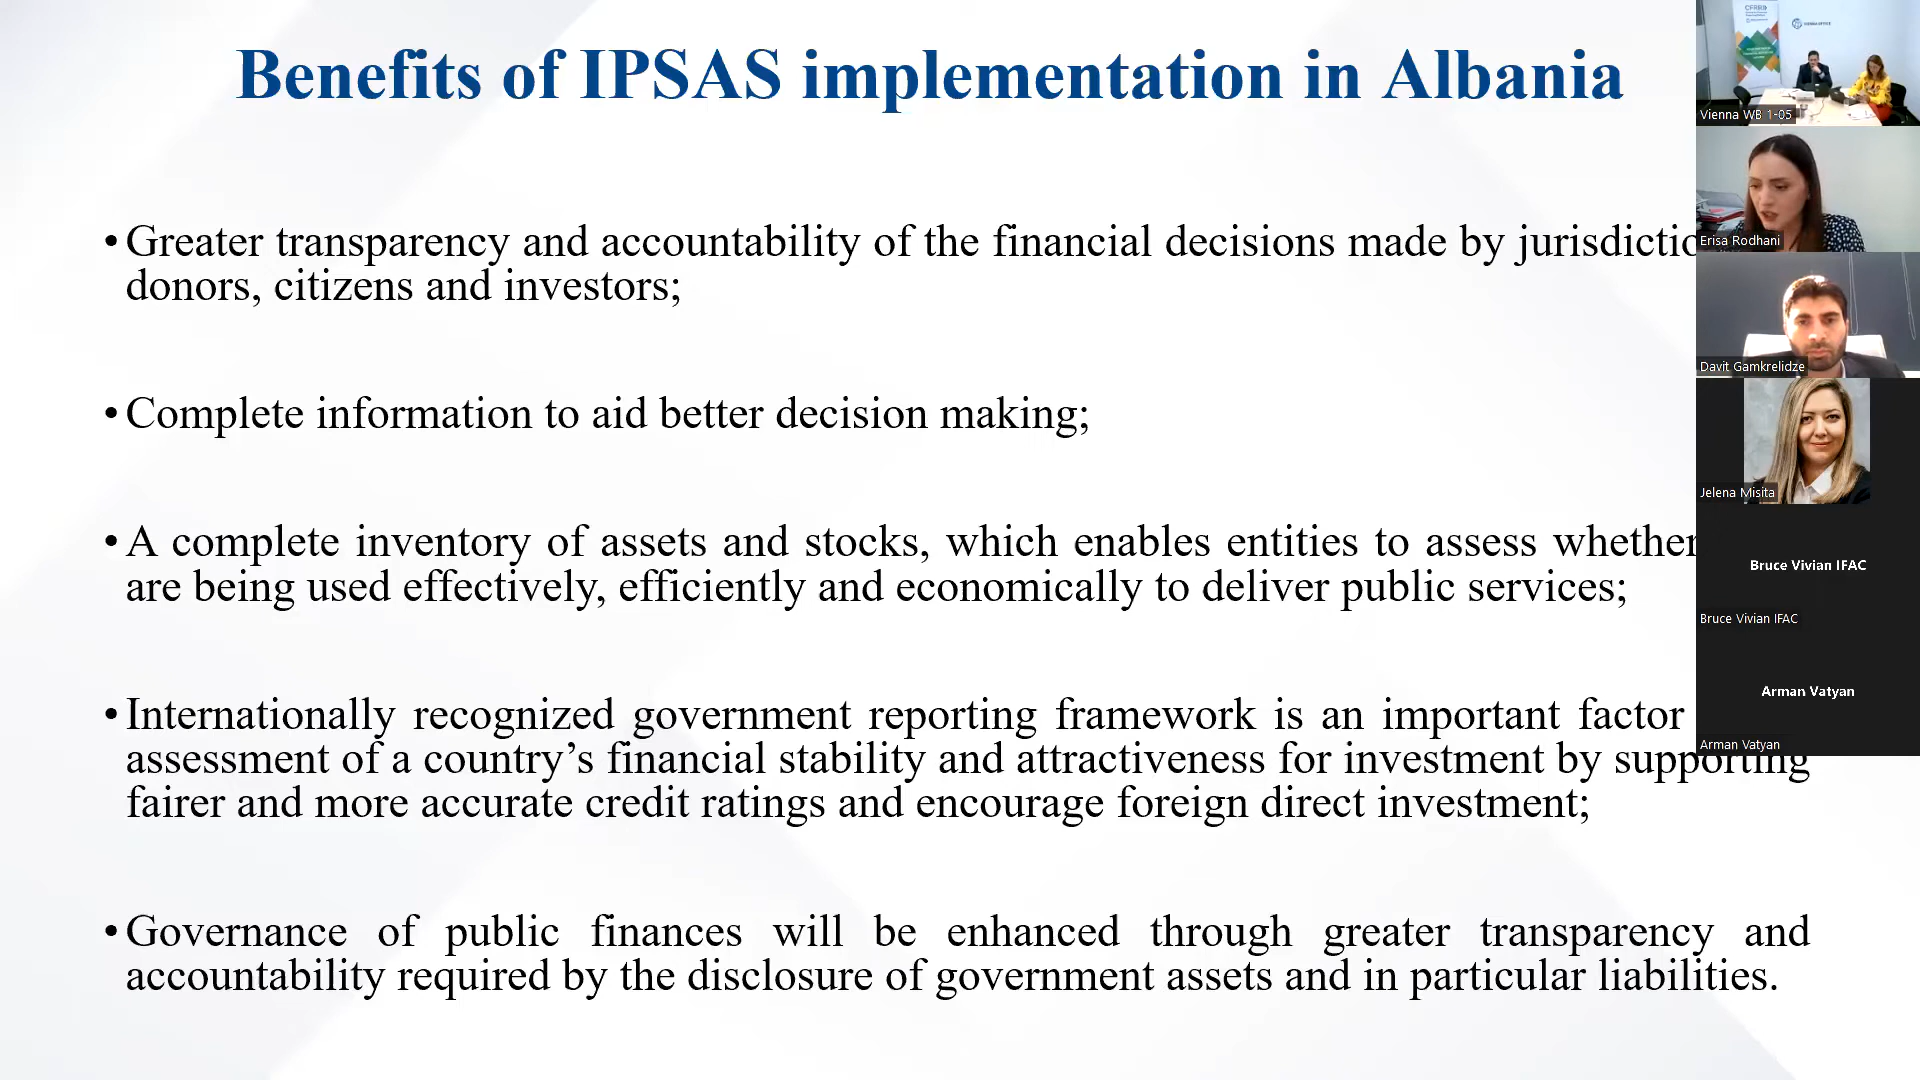 Benefits of IPSAS implementation in Albania
• Greater transparency and accountability of the financial decisions made by
donors, citizens and investors;
• Complete information to aid better decision making;
• A complete inventory of assets and stocks, which enables entities to assess whether
are being used effectively, efficiently and economically to deliver public services;
• Internationally recognized government reporting framework is an important factor
assessment of a country’s financial stability and attractiveness for investment by supporting
fairer and more accurate credit ratings and encourage foreign direct investment;
• Governance of public finances will be enhanced through greater transparency and
accountability required by the disclosure of government assets and in particular liabilities.
CFRR
VIENNA OFFICE
Vienna WB 1-05
Erisa Rodhani
Davit Gamkrelidze
Jelena Misita
Bruce Vivian IFAC
Bruce Vivian IFAC
Arman Vatyan
Arman Vatyan